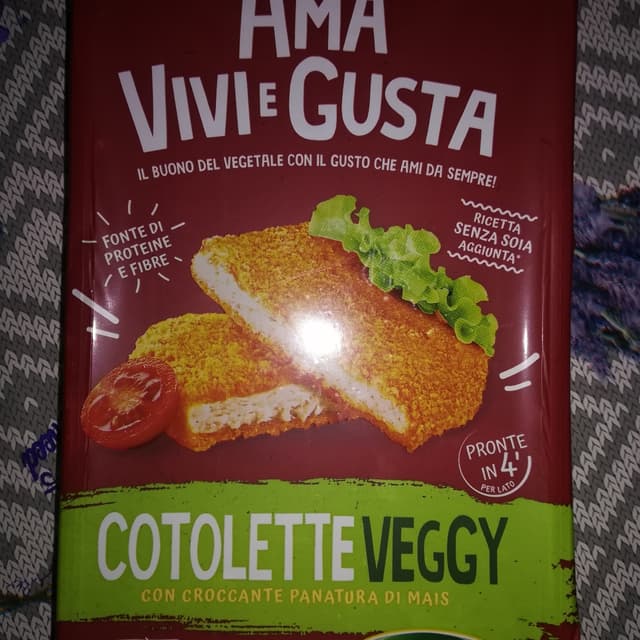 AMA
VIVI E GUSTA
IL BUONO DEL VEGETALE CON IL GUSTO CHE AMI DA SEMPRE!
FONTE DI
PROTEINE
E FIBRE
RICETTA
SENZA SOIA
AGGIUNTA*
PRONTE
IN 4'
PER LATO
COTOLETTE VEGGY
CON CROCCANTE PANATURA DI MAIS